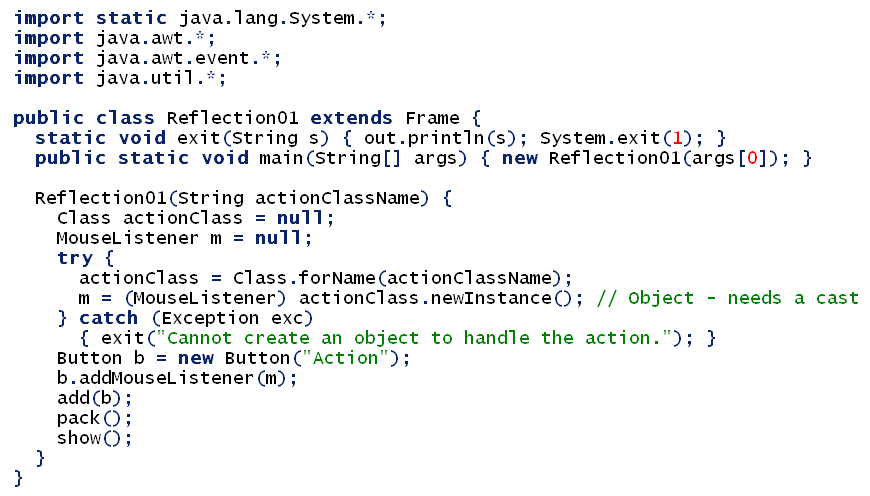 import static java.lang.System.*;
import java.awt.*;
import java.awt.event.*;
import java.util.*;

public class Reflection01 extends Frame {
  static void exit(String s) { out.println(s); System.exit(1); }
  public static void main(String[] args) { new Reflection01(args[0]); }

  Reflection01(String actionClassName) {
    Class actionClass = null;
    MouseListener m = null;
    try {
      actionClass = Class.forName(actionClassName);
      m = (MouseListener) actionClass.newInstance(); // Object - needs a cast
    } catch (Exception exc)
      { exit("Cannot create an object to handle the action."); }
    Button b = new Button("Action");
    b.addMouseListener(m);
    add(b);
    pack();
    show();
  }
}